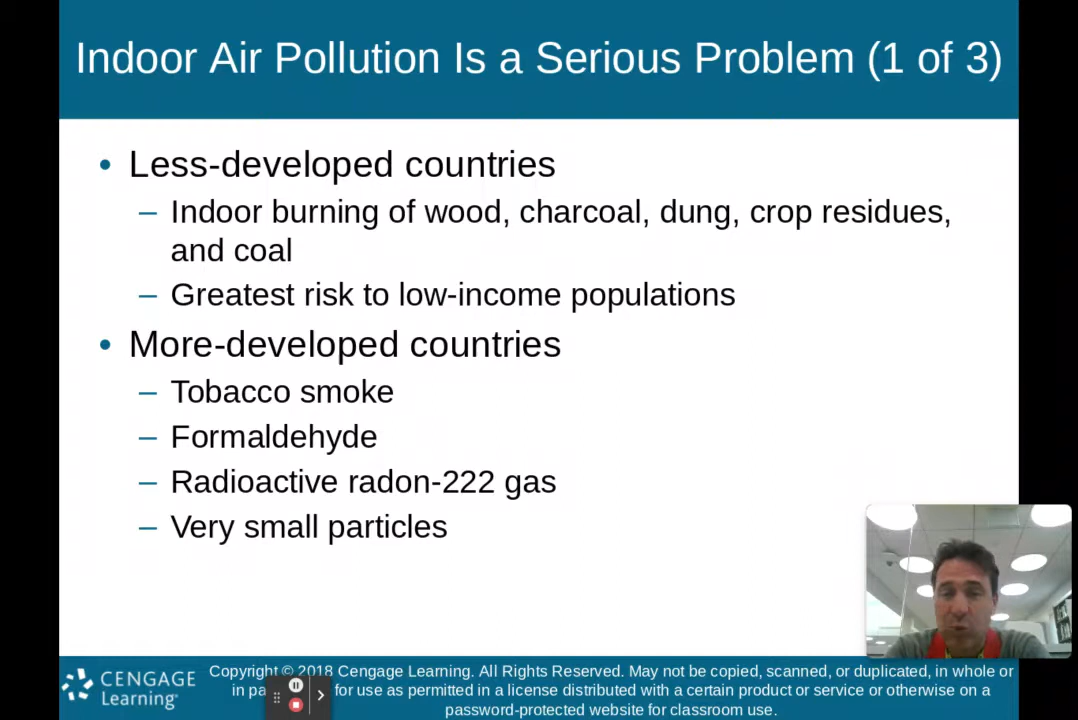 Indoor Air Pollution Is a Serious Problem (1 of 3)
• Less-developed countries
– Indoor burning of wood, charcoal, dung, crop residues,
and coal
– Greatest risk to low-income populations
• More-developed countries
– Tobacco smoke
– Formaldehyde
– Radioactive radon-222 gas
– Very small particles
CENGAGE
Learning®
Copyright © 2018 Cengage Learning. All Rights Reserved. May not be copied, scanned, or duplicated, in whole or
in for use as permitted in a license distributed with a certain product or service or otherwise on a
password-protected website for classroom use.